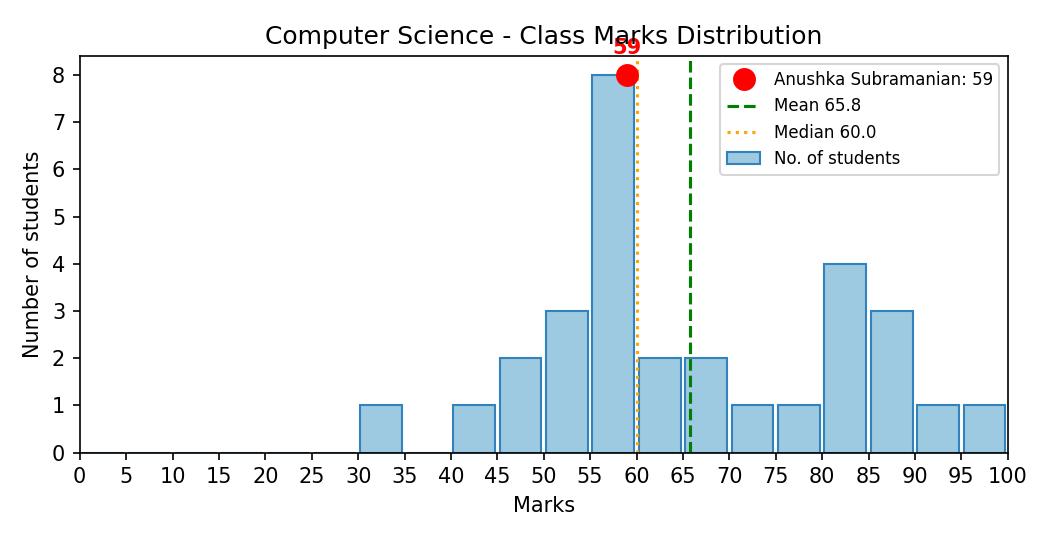 Computer Science - Class Marks Distribution
59
Anushka Subramanian: 59
Mean 65.8
Median 60.0
No. of students
Number of students
8
7
6
5
4
3
2
1
0
0 5 10 15 20 25 30 35 40 45 50 55 60 65 70 75 80 85 90 95 100
Marks